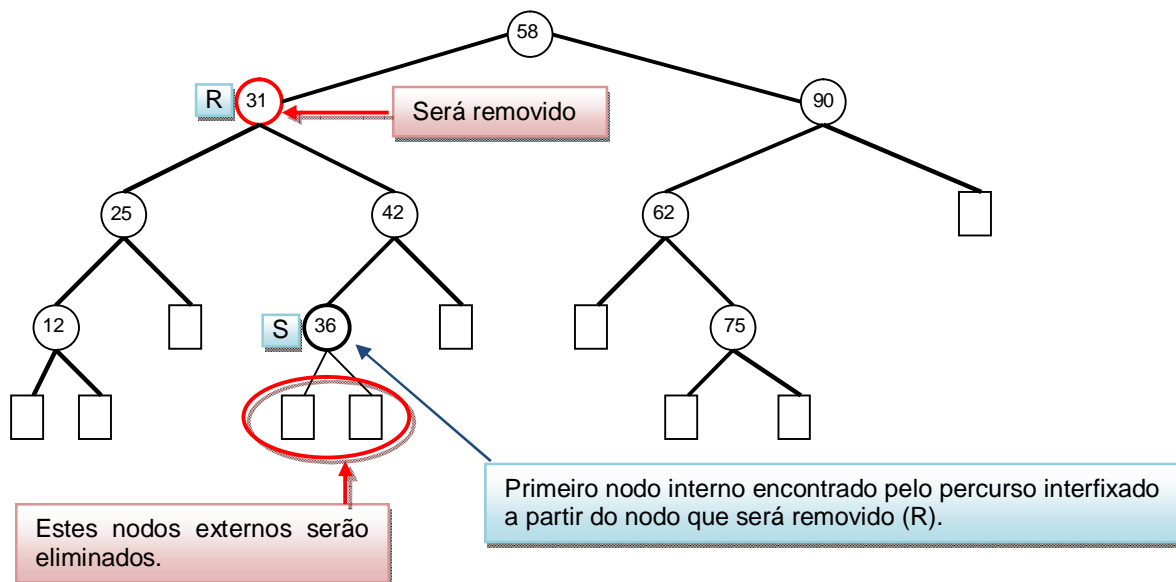 58
R
31
Será removido
90
25
42
62
12
S
36
75
Primeiro nodo interno encontrado pelo percurso interfixado
a partir do nodo que será removido (R).
Estes nodos externos serão
eliminados.